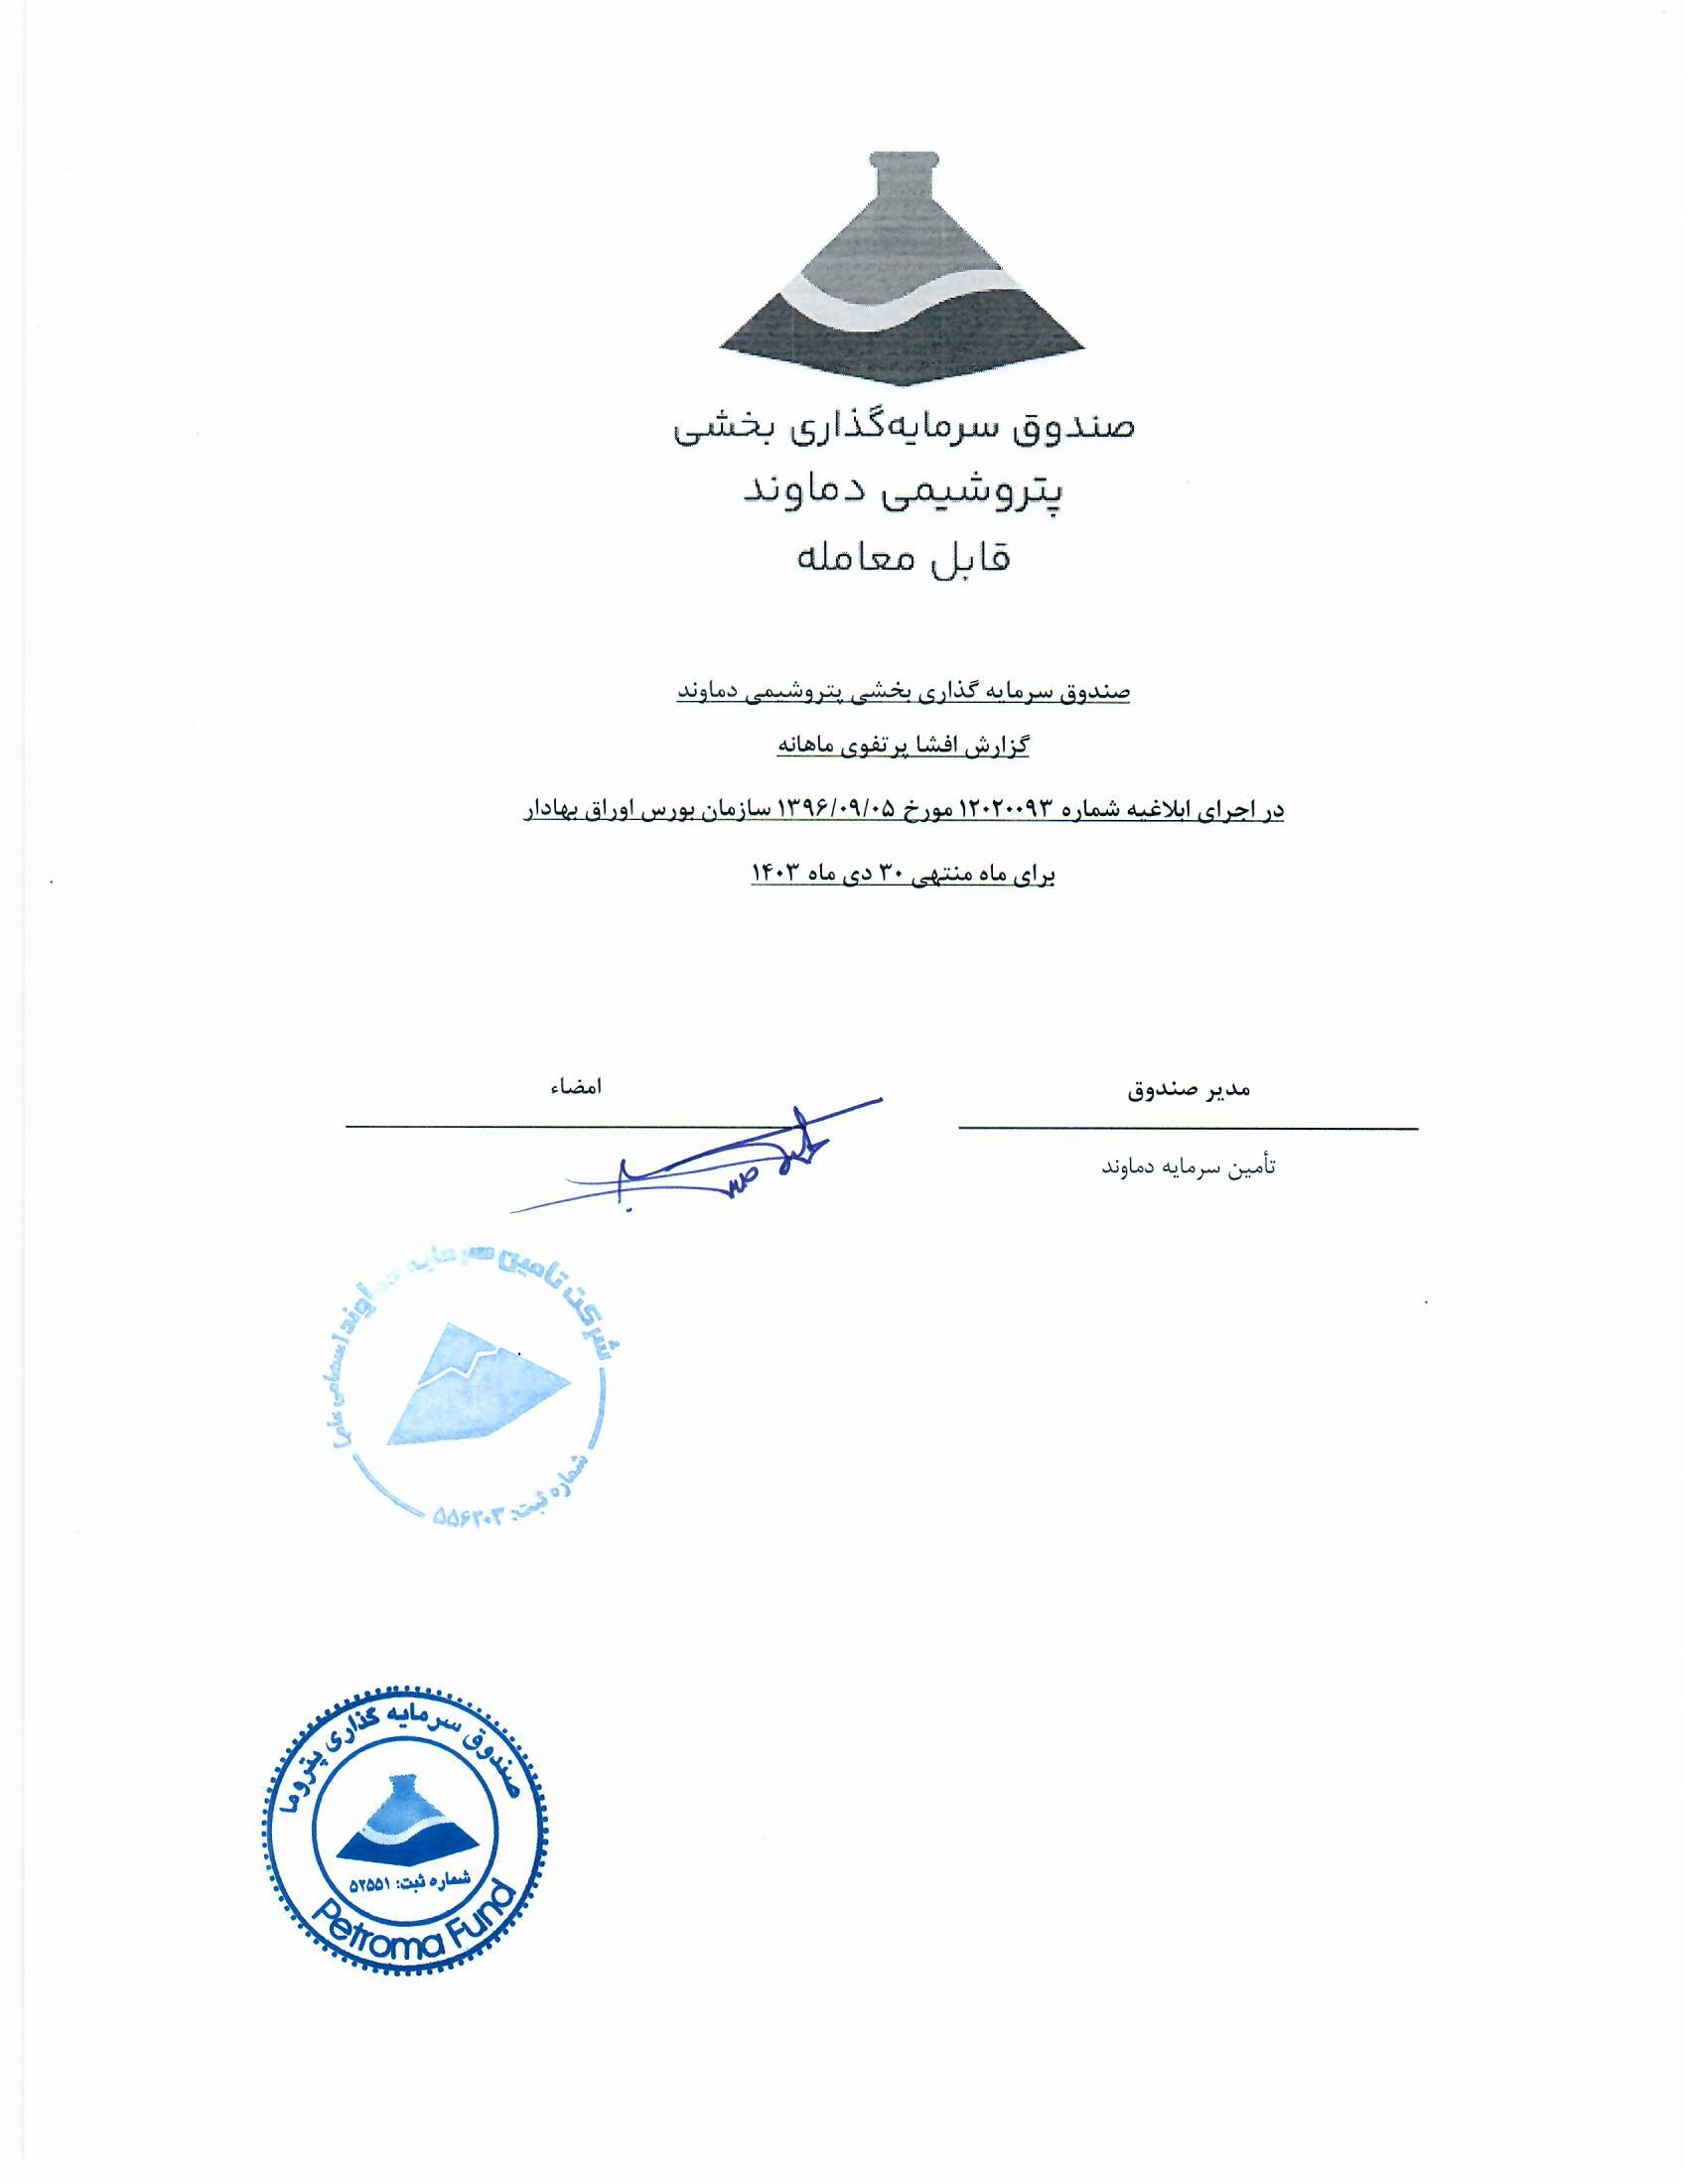 صندوق سرمایه‌گذاری بخشی
پتروشیمی دماوند
قابل معامله
صندوق سرمایه گذاری بخشی پتروشیمی دماوند
گزارش افشا پرتفوی ماهانه
در اجرای ابلاغیه شماره ۱۲۰۲۰۰۹۳ مورخ ۱۳۹۶/۰۹/۰۵ سازمان بورس اوراق بهادار
برای ماه منتهی ۳۰ دی ماه ۱۴۰۳
مدیر صندوق
امضاء
تأمین سرمایه دماوند
شرکت تامین سرمایه دماوند (سهامی عام)
شماره ثبت: ۵۵۶۲۰۳
صندوق سرمایه گذاری پتروما
شماره ثبت: ۵۲۵۵۱
Petroma Fund